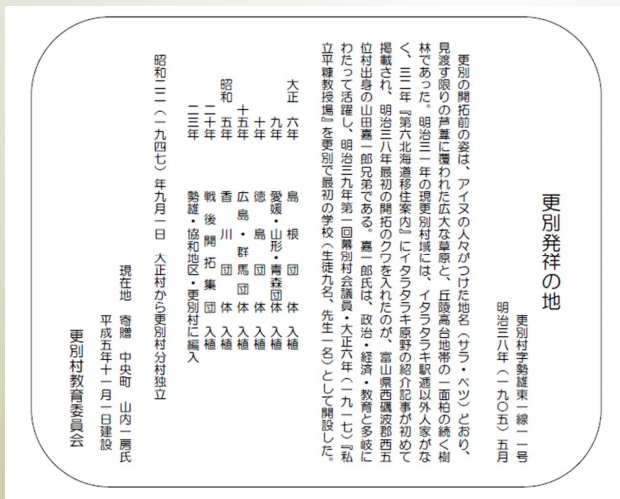 更別発祥の地
更別村字勢雄東一線一一号
明治三八年（一九〇五）五月
更別の開拓前の姿は、アイヌの人々がつけた地名（サラ・ベツ）とおり、
見渡す限りの芦葦に覆われた広大な草原と、丘陵高台地帯の一面柏の続く樹
林であった。明治三一年の現更別村域には、イタラタラキ駅逓以外人家がな
く、三二年『第六北海道移住案内』にイタラタラキ原野の紹介記事が初めて
掲載され、明治三八年最初の開拓のクワを入れたのが、富山県西礪波郡西五
位村出身の山田嘉一郎兄弟である。嘉一郎氏は、政治・経済・教育と多岐に
わたって活躍し、明治三九年第一回幕別村会議員・大正六年（一九一七）『私
立平糠教授場』を更別で最初の学校（生徒九名、先生一名）として開設した。
大正　六年　島根団体　入植
九年　愛媛・山形・青森団体　入植
十年　徳島団体　入植
十五年　広島・群馬団体　入植
昭和　五年　香川団体　入植
二十年　戦後開拓集団　入植
二三年　勢雄・協和地区・更別村に編入
昭和二二（一九四七）年九月一日　大正村から更別村分村独立
現在地　寄贈　中央町　山内一房氏
平成五年十一月一日建設
更別村教育委員会